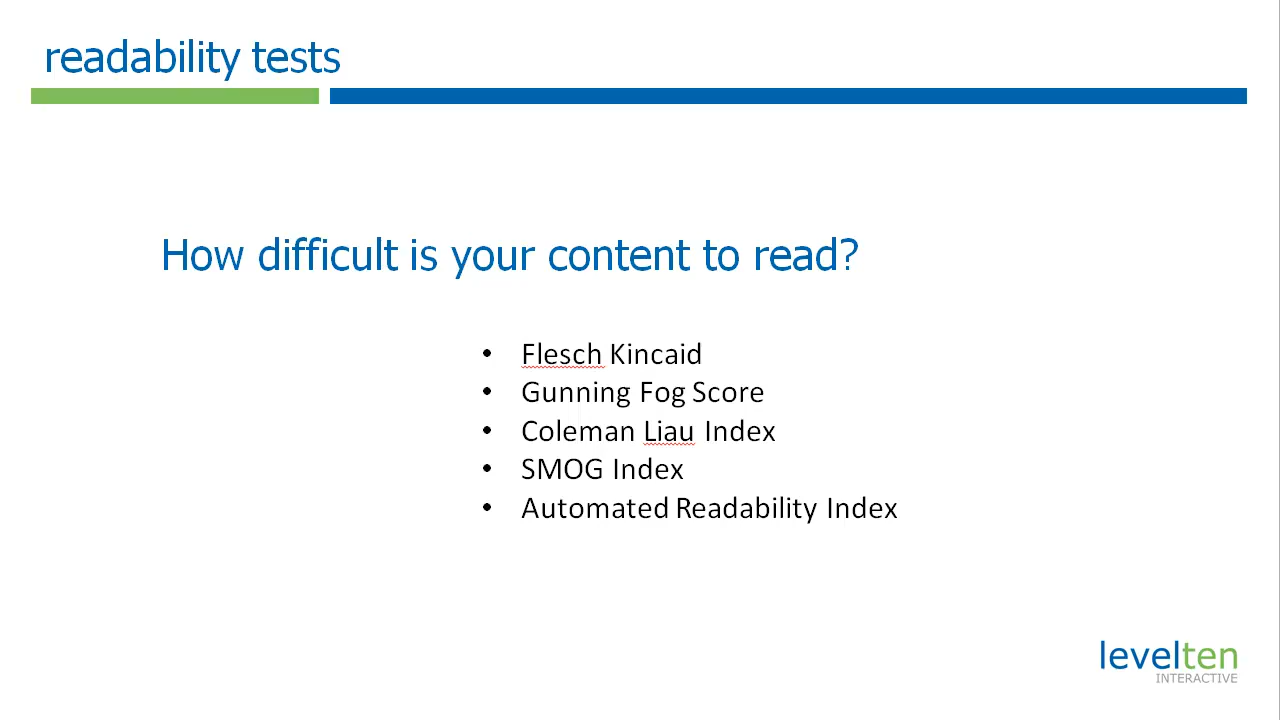 readability tests
How difficult is your content to read?
• Flesch Kincaid
• Gunning Fog Score
• Coleman Liau Index
• SMOG Index
• Automated Readability Index
levelten
INTERACTIVE